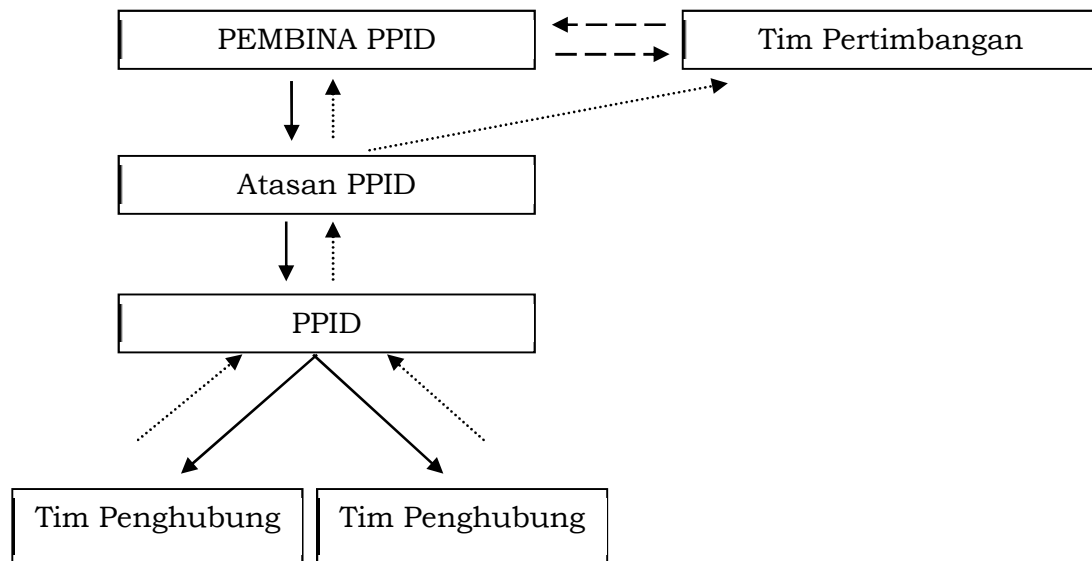 PEMBINA PPID
Tim Pertimbangan
Atasan PPID
PPID
Tim Penghubung
Tim Penghubung